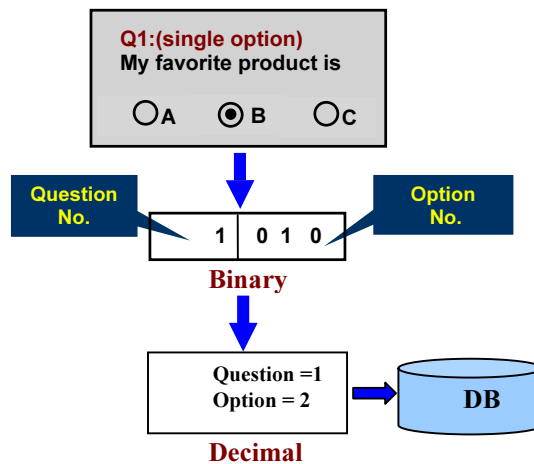 Q1:(single option)
My favorite product is
A B C
Question
No.
Option
No.
1 0 1 0
Binary
Question =1
Option = 2
DB
Decimal